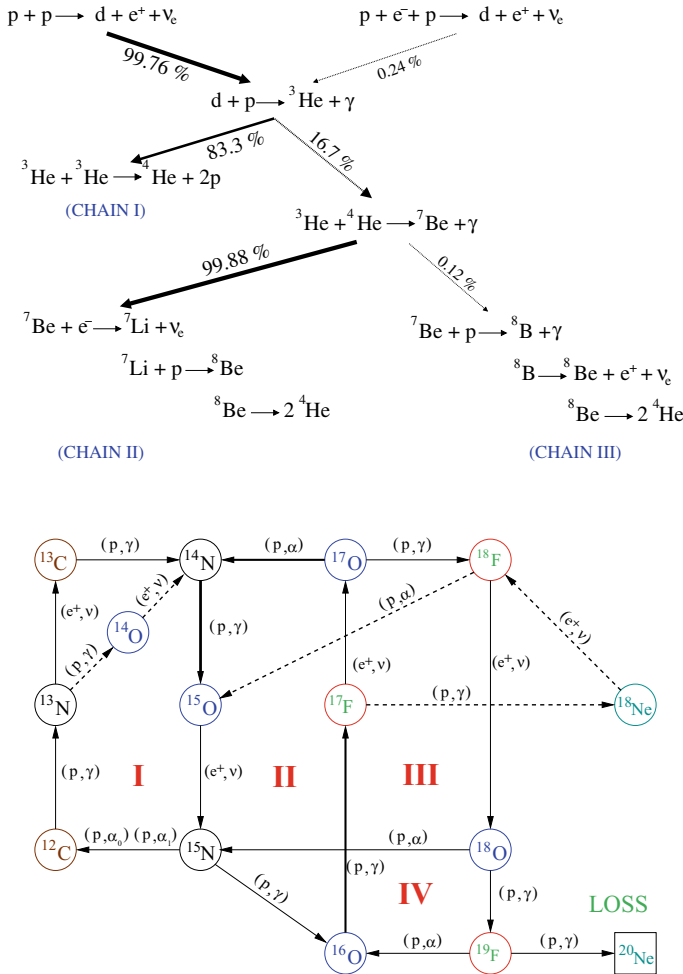 p + p → d + e⁺ + νₑ
p + e⁻ + p → d + e⁺ + νₑ
99.76 %
0.24 %
d + p → ³He + γ
83.3 %
16.7 %
³He + ³He → ⁴He + 2p
(CHAIN I)
³He + ⁴He → ⁷Be + γ
99.88 %
0.12 %
⁷Be + e⁻ → ⁷Li + νₑ
⁷Be + p → ⁸B + γ
⁷Li + p → ⁸Be
⁸B → ⁸Be + e⁺ + νₑ
⁸Be → 2 ⁴He
⁸Be → 2 ⁴He
(CHAIN II)
(CHAIN III)
¹³C
(p,γ)
¹⁴N
(p,α)
¹⁷O
(p,γ)
¹⁸F
(e⁺,ν)
¹⁴O
(e⁺,ν)
(p,γ)
(p,γ)
(p,α)
(e⁺,ν)
(e⁺,ν)
(e⁺,ν)
¹³N
¹⁵O
¹⁷F
(p,γ)
¹⁸Ne
(p,γ)
I
(e⁺,ν)
II
III
¹²C
(p,α₀) (p,α₁)
¹⁵N
(p,α)
¹⁸O
(p,γ)
(p,γ)
IV
(p,γ)
LOSS
¹⁶O
(p,α)
¹⁹F
(p,γ)
²⁰Ne